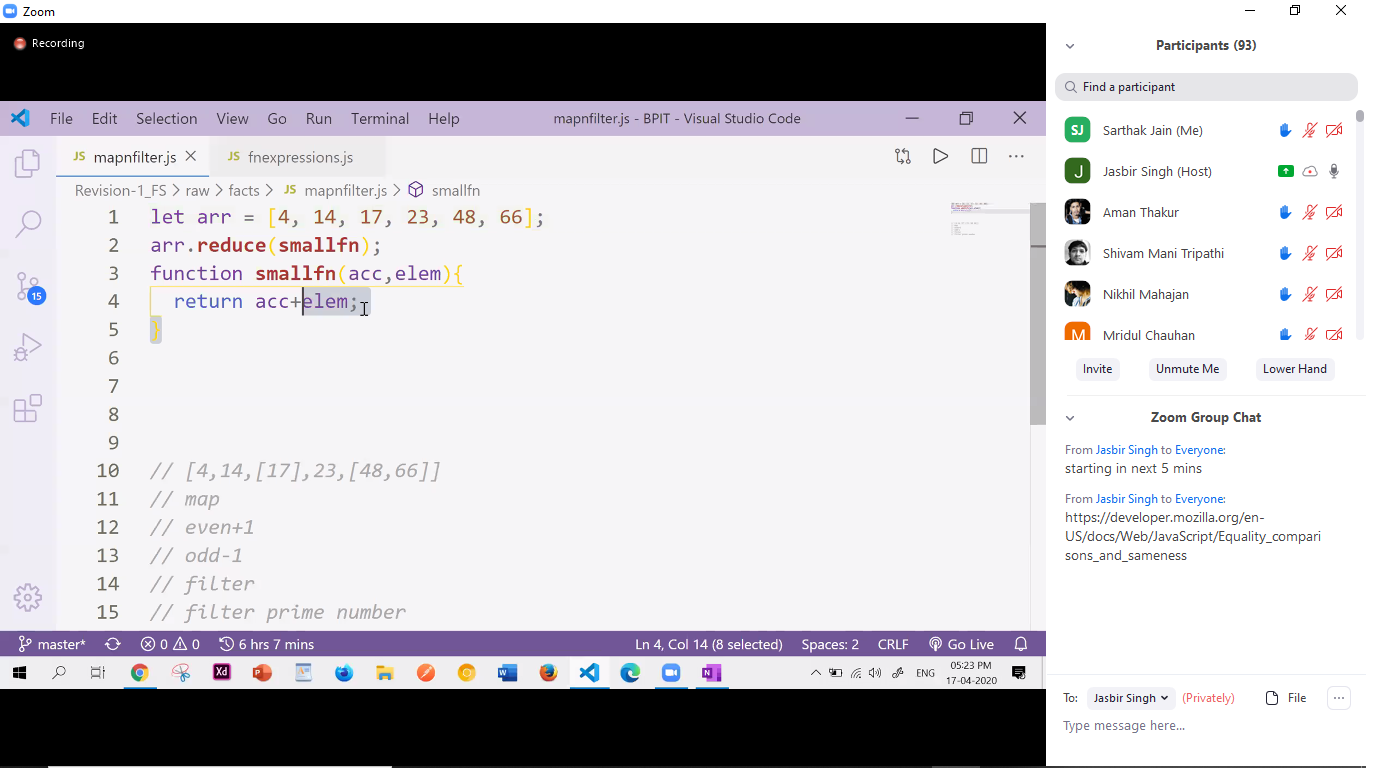 Zoom
Recording
File Edit Selection View Go Run Terminal Help mapnfilter.js - BPIT - Visual Studio Code
JS mapnfilter.js JS fnexpressions.js
Revision-1_FS > raw > facts > JS mapnfilter.js > smallfn
1 let arr = [4, 14, 17, 23, 48, 66];
2 arr.reduce(smallfn);
3 function smallfn(acc,elem){
4 return acc+elem;
5 }
6
7
8
9
10 // [4,14,[17],23,[48,66]]
11 // map
12 // even+1
13 // odd-1
14 // filter
15 // filter prime number
15
master* 0 0 6 hrs 7 mins Ln 4, Col 14 (8 selected) Spaces: 2 CRLF Go Live
Xd ENG 05:23 PM
17-04-2020
Participants (93)
Find a participant
SJ Sarthak Jain (Me)
J Jasbir Singh (Host)
Aman Thakur
Shivam Mani Tripathi
Nikhil Mahajan
M Mridul Chauhan
Invite Unmute Me Lower Hand
Zoom Group Chat
From Jasbir Singh to Everyone:
starting in next 5 mins
From Jasbir Singh to Everyone:
https://developer.mozilla.org/en-
US/docs/Web/JavaScript/Equality_compari
sons_and_sameness
To: Jasbir Singh (Privately) File ...
Type message here...